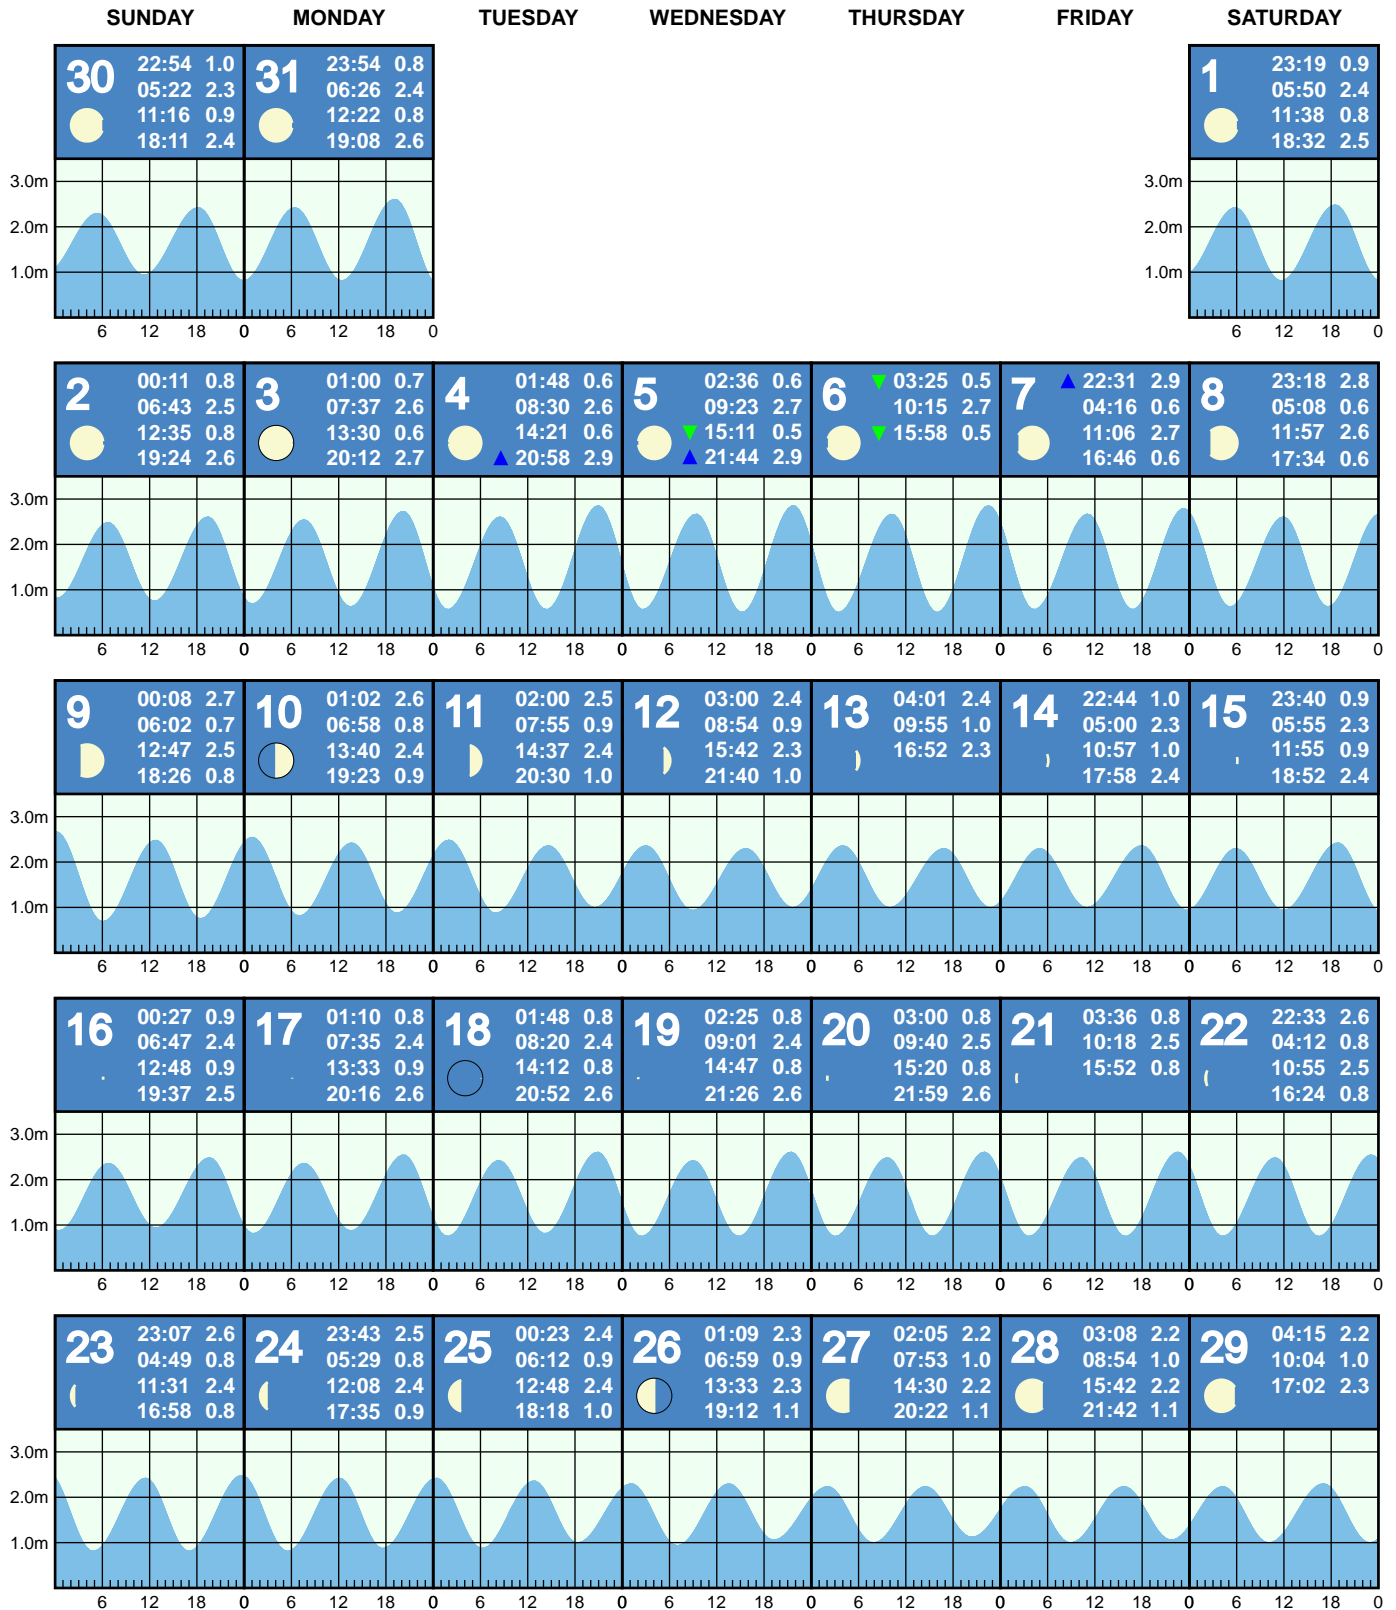 SUNDAY MONDAY TUESDAY WEDNESDAY THURSDAY FRIDAY SATURDAY
30 22:54 1.0
05:22 2.3
11:16 0.9
18:11 2.4
31 23:54 0.8
06:26 2.4
12:22 0.8
19:08 2.6
1 23:19 0.9
05:50 2.4
11:38 0.8
18:32 2.5
3.0m 3.0m
2.0m 2.0m
1.0m 1.0m
6 12 18 0 6 12 18 0 6 12 18 0
2 00:11 0.8
06:43 2.5
12:35 0.8
19:24 2.6
3 01:00 0.7
07:37 2.6
13:30 0.6
20:12 2.7
4 01:48 0.6
08:30 2.6
14:21 0.6
20:58 2.9
5 02:36 0.6
09:23 2.7
15:11 0.5
21:44 2.9
6 03:25 0.5
10:15 2.7
15:58 0.5
7 22:31 2.9
04:16 0.6
11:06 2.7
16:46 0.6
8 23:18 2.8
05:08 0.6
11:57 2.6
17:34 0.6
3.0m
2.0m
1.0m
6 12 18 0 6 12 18 0 6 12 18 0 6 12 18 0 6 12 18 0 6 12 18 0 6 12 18 0
9 00:08 2.7
06:02 0.7
12:47 2.5
18:26 0.8
10 01:02 2.6
06:58 0.8
13:40 2.4
19:23 0.9
11 02:00 2.5
07:55 0.9
14:37 2.4
20:30 1.0
12 03:00 2.4
08:54 0.9
15:42 2.3
21:40 1.0
13 04:01 2.4
09:55 1.0
16:52 2.3
14 22:44 1.0
05:00 2.3
10:57 1.0
17:58 2.4
15 23:40 0.9
05:55 2.3
11:55 0.9
18:52 2.4
3.0m
2.0m
1.0m
6 12 18 0 6 12 18 0 6 12 18 0 6 12 18 0 6 12 18 0 6 12 18 0 6 12 18 0
16 00:27 0.9
06:47 2.4
12:48 0.9
19:37 2.5
17 01:10 0.8
07:35 2.4
13:33 0.9
20:16 2.6
18 01:48 0.8
08:20 2.4
14:12 0.8
20:52 2.6
19 02:25 0.8
09:01 2.4
14:47 0.8
21:26 2.6
20 03:00 0.8
09:40 2.5
15:20 0.8
21:59 2.6
21 03:36 0.8
10:18 2.5
15:52 0.8
22 22:33 2.6
04:12 0.8
10:55 2.5
16:24 0.8
3.0m
2.0m
1.0m
6 12 18 0 6 12 18 0 6 12 18 0 6 12 18 0 6 12 18 0 6 12 18 0 6 12 18 0
23 23:07 2.6
04:49 0.8
11:31 2.4
16:58 0.8
24 23:43 2.5
05:29 0.8
12:08 2.4
17:35 0.9
25 00:23 2.4
06:12 0.9
12:48 2.4
18:18 1.0
26 01:09 2.3
06:59 0.9
13:33 2.3
19:12 1.1
27 02:05 2.2
07:53 1.0
14:30 2.2
20:22 1.1
28 03:08 2.2
08:54 1.0
15:42 2.2
21:42 1.1
29 04:15 2.2
10:04 1.0
17:02 2.3
3.0m
2.0m
1.0m
6 12 18 0 6 12 18 0 6 12 18 0 6 12 18 0 6 12 18 0 6 12 18 0 6 12 18 0